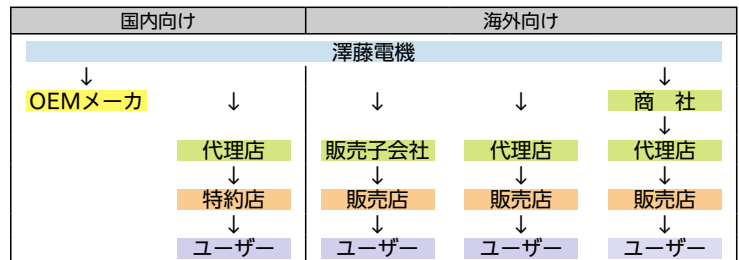 国内向け 海外向け
澤藤電機
↓ ↓
OEMメーカ ↓ ↓ ↓ 商　社
↓
代理店 販売子会社 代理店 代理店
↓ ↓ ↓ ↓
特約店 販売店 販売店 販売店
↓ ↓ ↓ ↓
ユーザー ユーザー ユーザー ユーザー